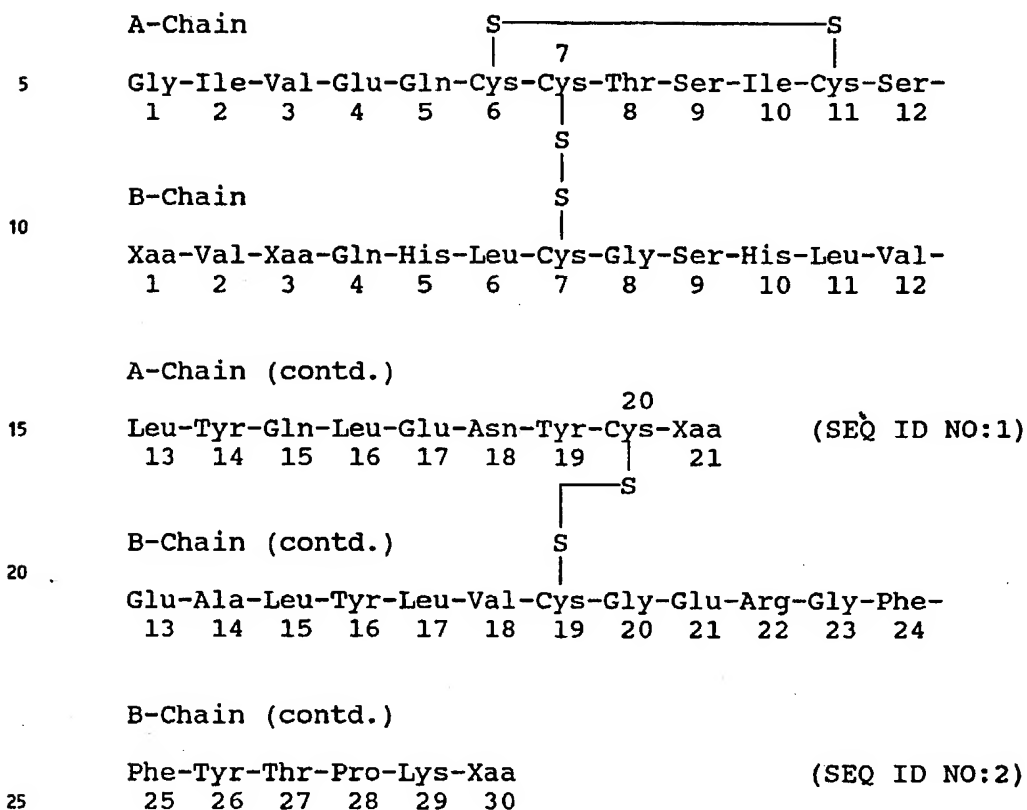 A-Chain S S
7
5 Gly-Ile-Val-Glu-Gln-Cys-Cys-Thr-Ser-Ile-Cys-Ser-
1 2 3 4 5 6 8 9 10 11 12
S
B-Chain S
10
Xaa-Val-Xaa-Gln-His-Leu-Cys-Gly-Ser-His-Leu-Val-
1 2 3 4 5 6 7 8 9 10 11 12
A-Chain (contd.)
20
15 Leu-Tyr-Gln-Leu-Glu-Asn-Tyr-Cys-Xaa (SEQ ID NO:1)
13 14 15 16 17 18 19 21
S
B-Chain (contd.) S
20
Glu-Ala-Leu-Tyr-Leu-Val-Cys-Gly-Glu-Arg-Gly-Phe-
13 14 15 16 17 18 19 20 21 22 23 24
B-Chain (contd.)
Phe-Tyr-Thr-Pro-Lys-Xaa (SEQ ID NO:2)
25 25 26 27 28 29 30